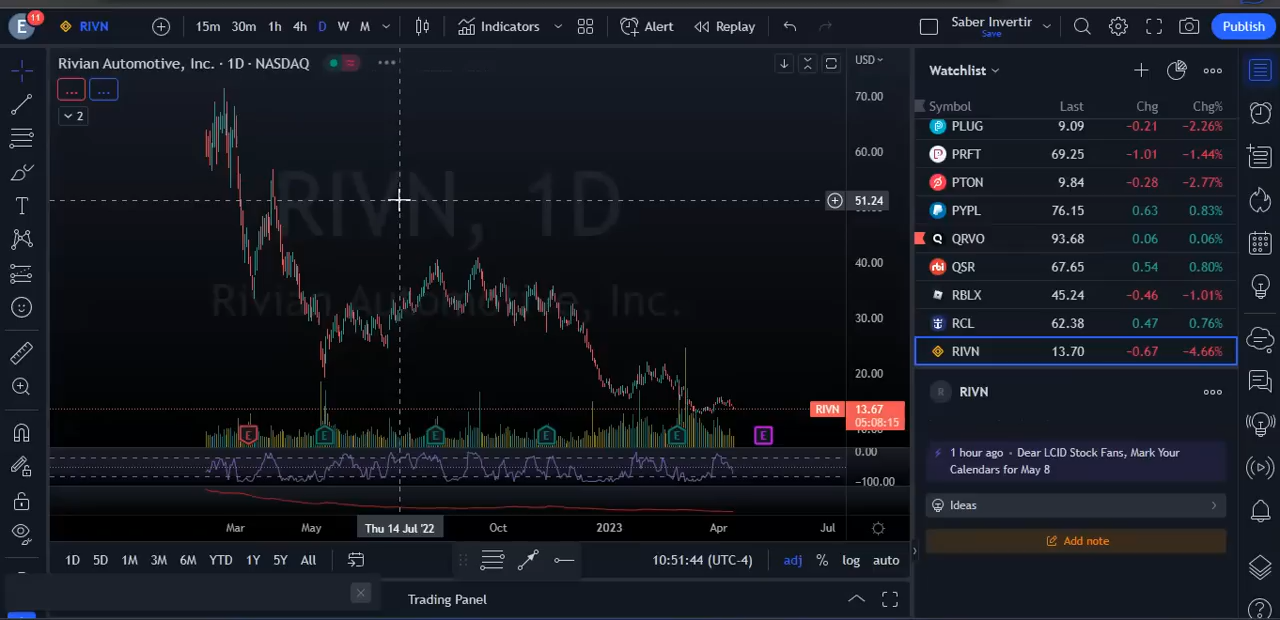 E 11 RIVN 15m 30m 1h 4h D W M Indicators Alert Replay Saber Invertir Publish
Save
Rivian Automotive, Inc. · 1D · NASDAQ
USD
... ...
2
RIVN, 1D
Rivian Automotive, Inc.
70.00
60.00
51.24
40.00
30.00
20.00
RIVN 13.67
05:08:15
10.00
0.00
−100.00
E E E E E E
Mar May Thu 14 Jul '22 Oct 2023 Apr Jul
1D 5D 1M 3M 6M YTD 1Y 5Y All 10:51:44 (UTC-4) adj % log auto
Trading Panel
Watchlist
Symbol Last Chg Chg%
PLUG 9.09 −0.21 −2.26%
PRFT 69.25 −1.01 −1.44%
PTON 9.84 −0.28 −2.77%
PYPL 76.15 0.63 0.83%
QRVO 93.68 0.06 0.06%
QSR 67.65 0.54 0.80%
RBLX 45.24 −0.46 −1.01%
RCL 62.38 0.47 0.76%
RIVN 13.70 −0.67 −4.66%
R RIVN
1 hour ago · Dear LCID Stock Fans, Mark Your
Calendars for May 8
Ideas
Add note